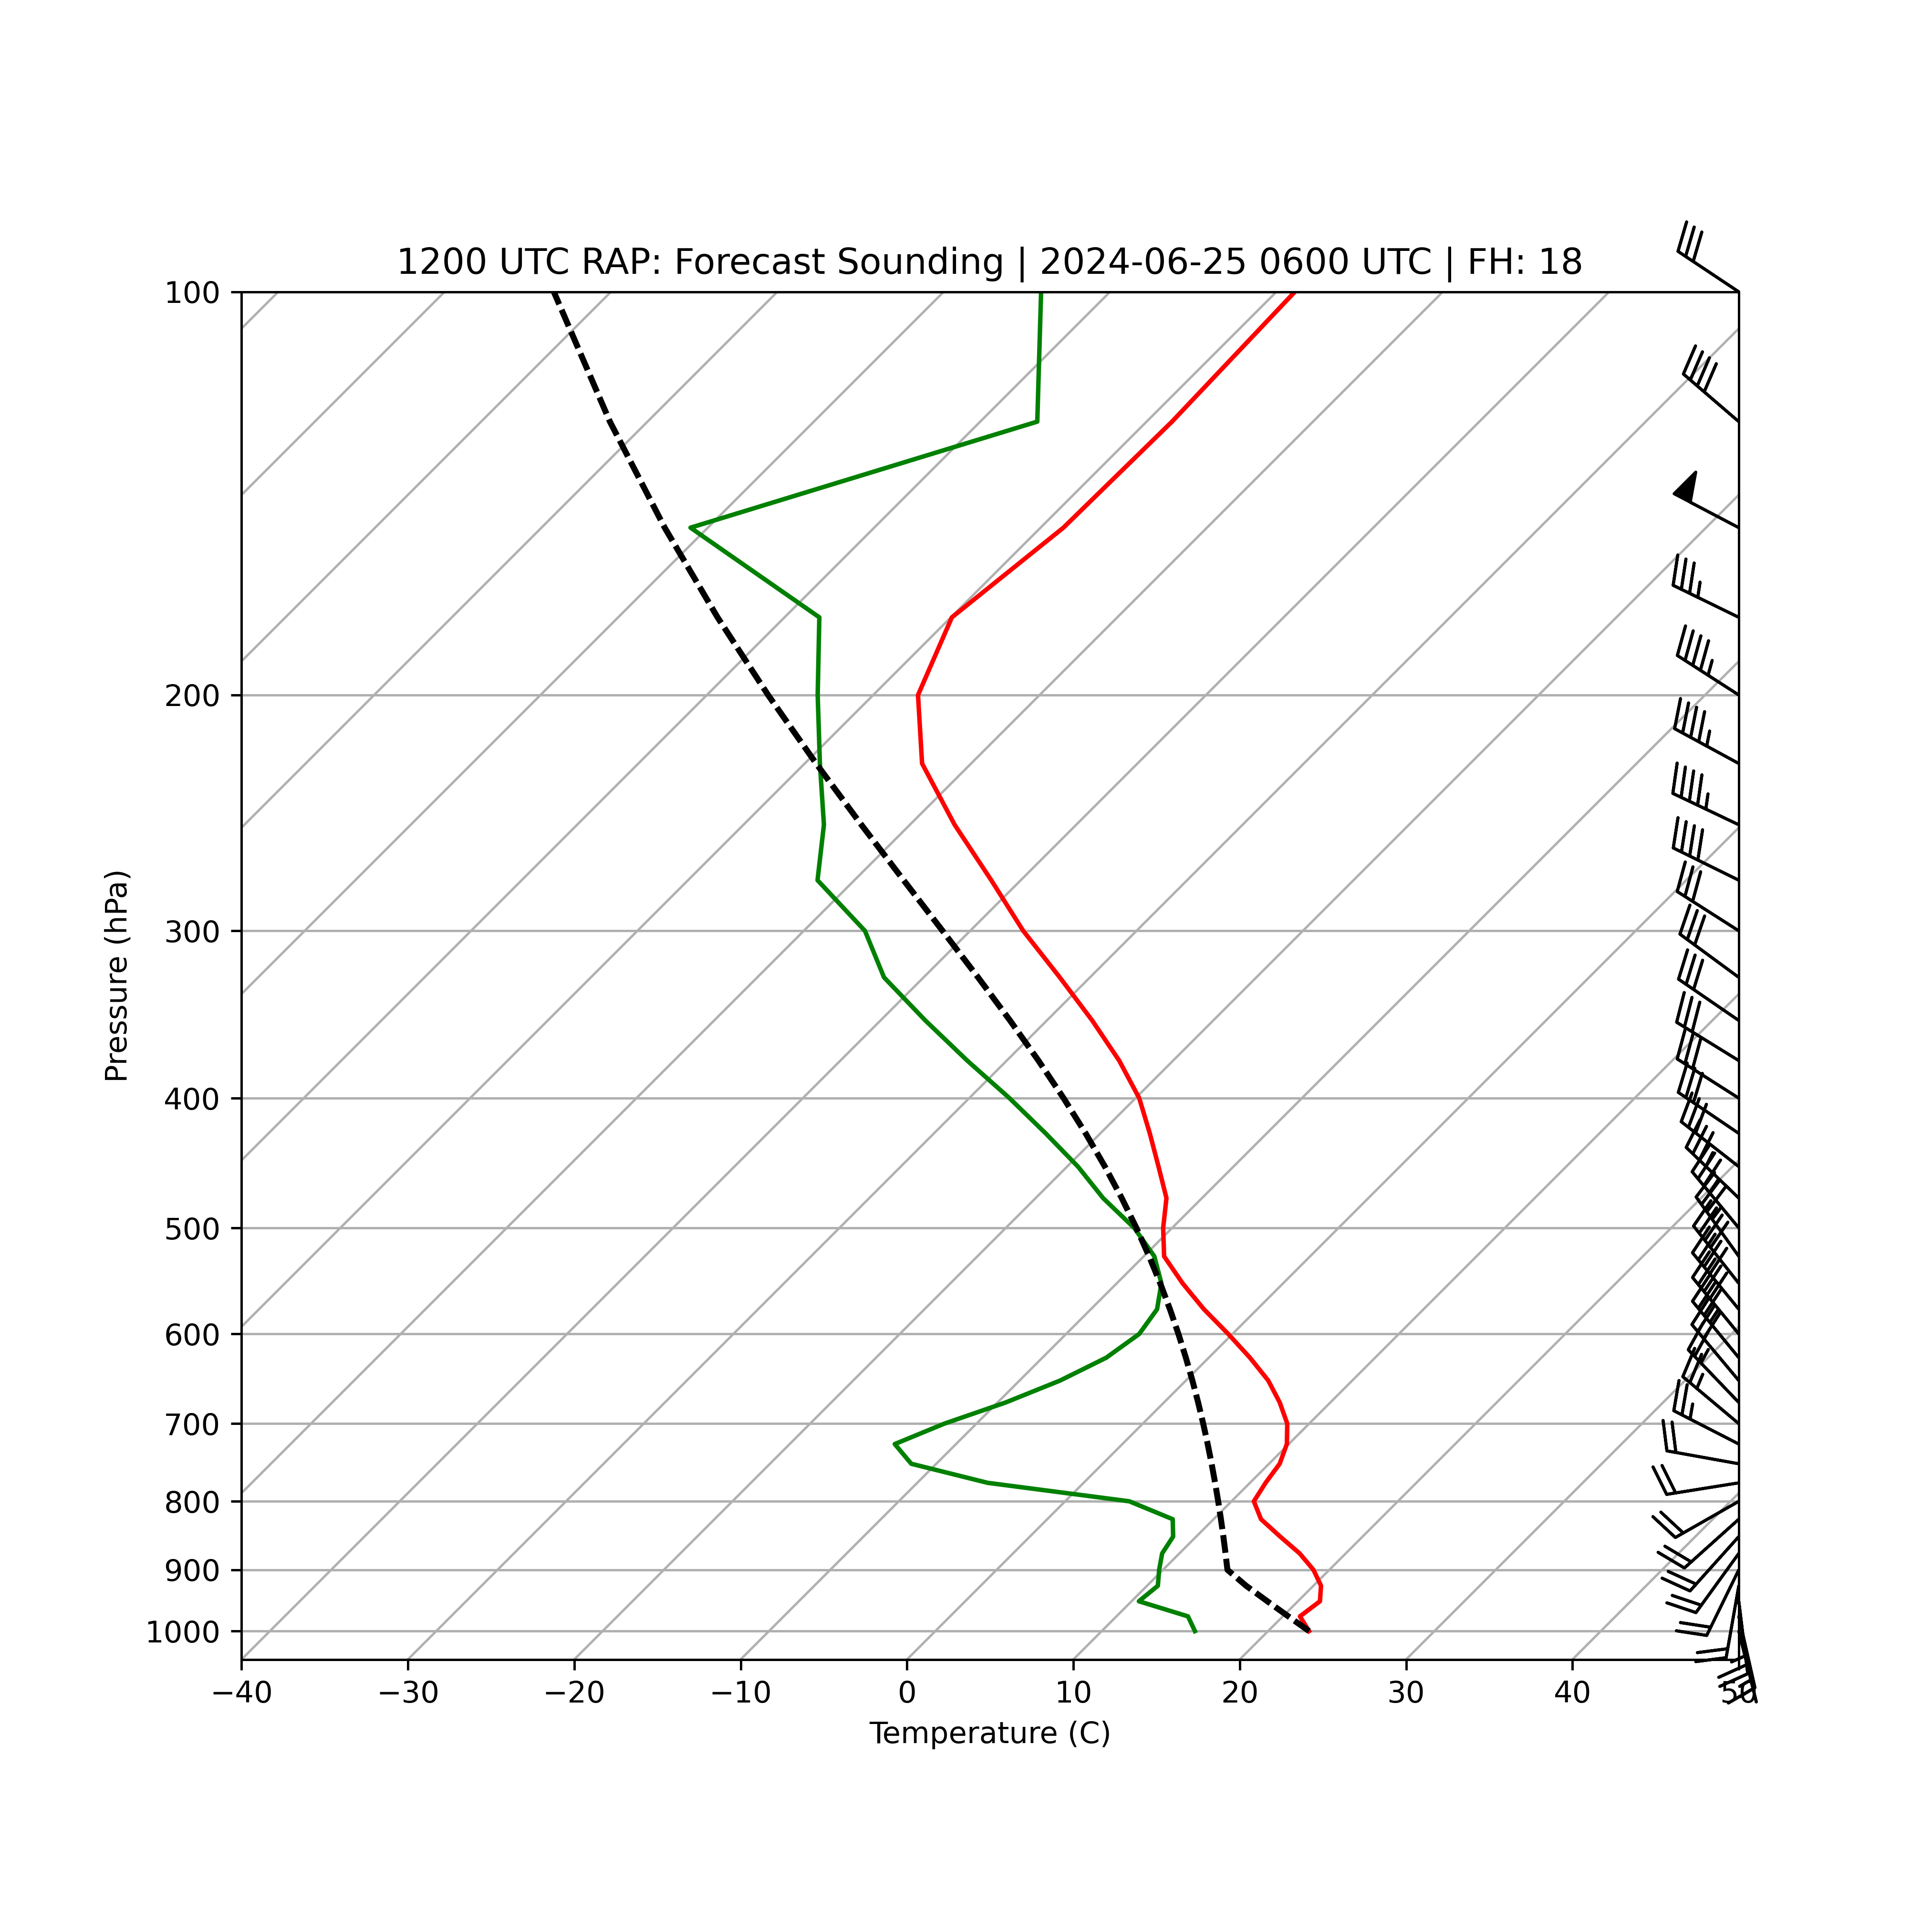 1200 UTC RAP: Forecast Sounding | 2024-06-25 0600 UTC | FH: 18
100
200
300
400
500
600
700
800
900
1000
Pressure (hPa)
−40 −30 −20 −10 0 10 20 30 40 50
Temperature (C)